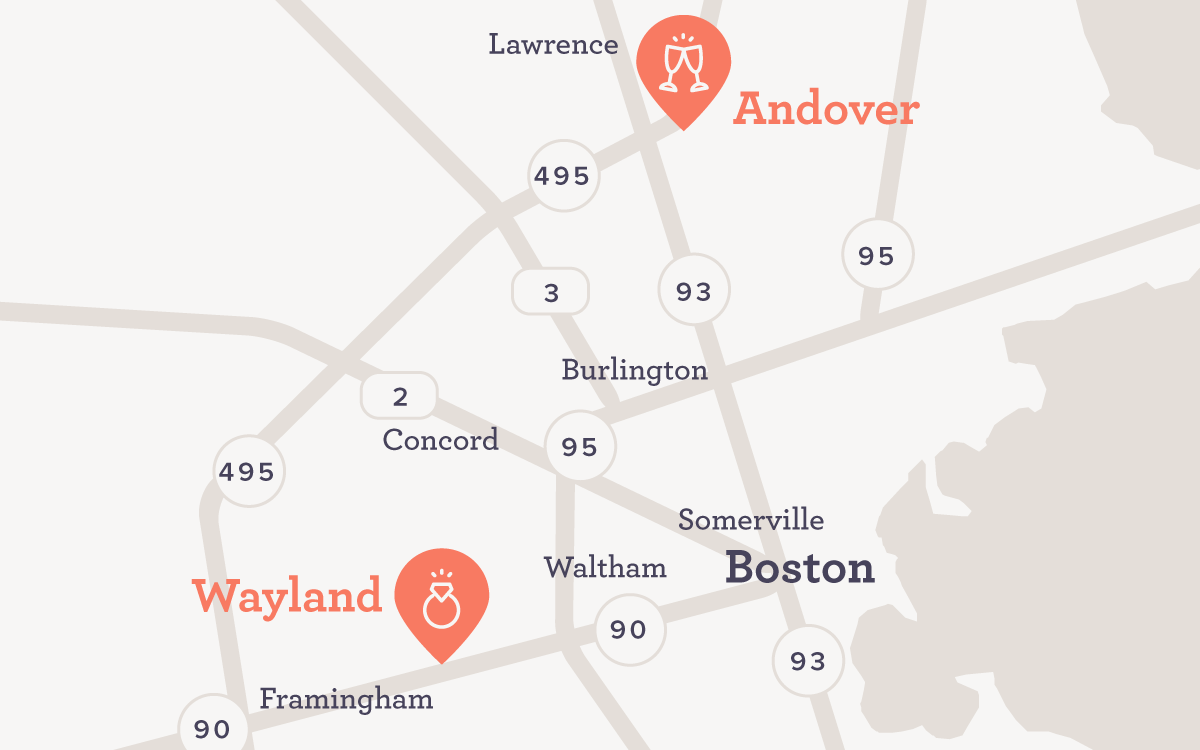 Lawrence
Andover
495
95
3
93
Burlington
2
Concord
95
495
Somerville
Waltham
Boston
Wayland
90
93
Framingham
90